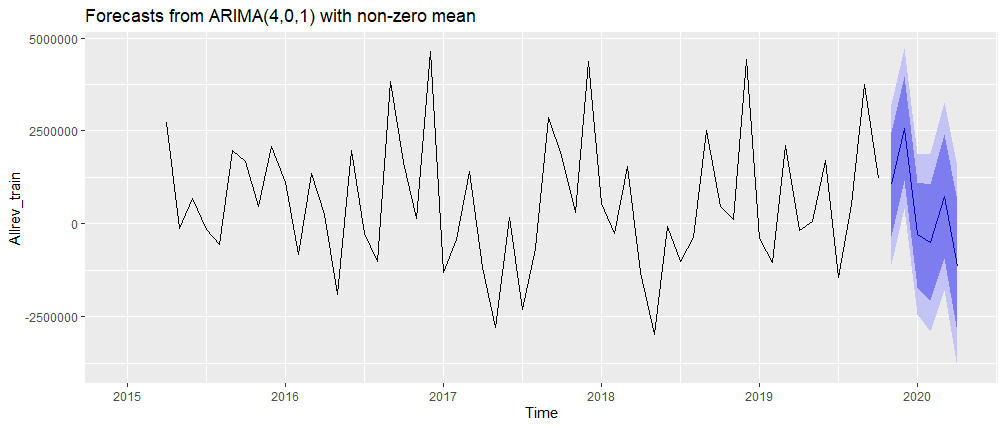 Forecasts from ARIMA(4,0,1) with non-zero mean
5000000
2500000
0
-2500000
Allrev_train
2015 2016 2017 2018 2019 2020
Time